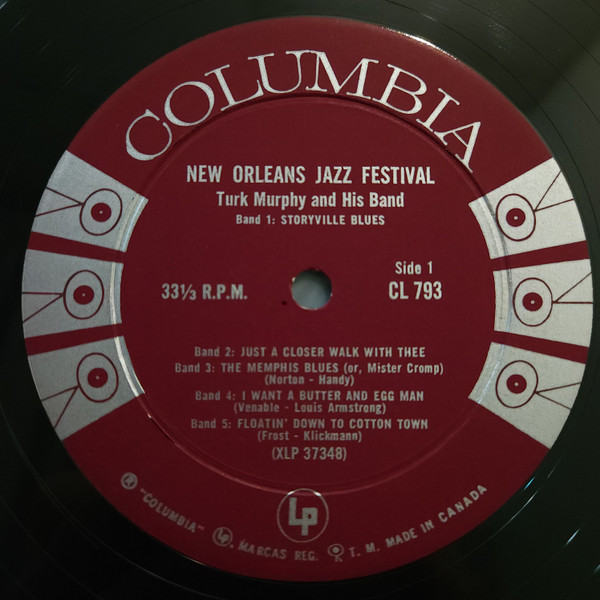 COLUMBIA
NEW ORLEANS JAZZ FESTIVAL
Turk Murphy and His Band
Band 1: STORYVILLE BLUES
Side 1
33⅓ R.P.M.
CL 793
Band 2: JUST A CLOSER WALK WITH THEE
Band 3: THE MEMPHIS BLUES (or, Mister Cromp)
(Norton - Handy)
Band 4: I WANT A BUTTER AND EGG MAN
(Venable - Louis Armstrong)
Band 5: FLOATIN' DOWN TO COTTON TOWN
(Frost - Klickmann)
(XLP 37348)
Lp
"COLUMBIA" Lp. MARCAS REG. T. M. MADE IN CANADA